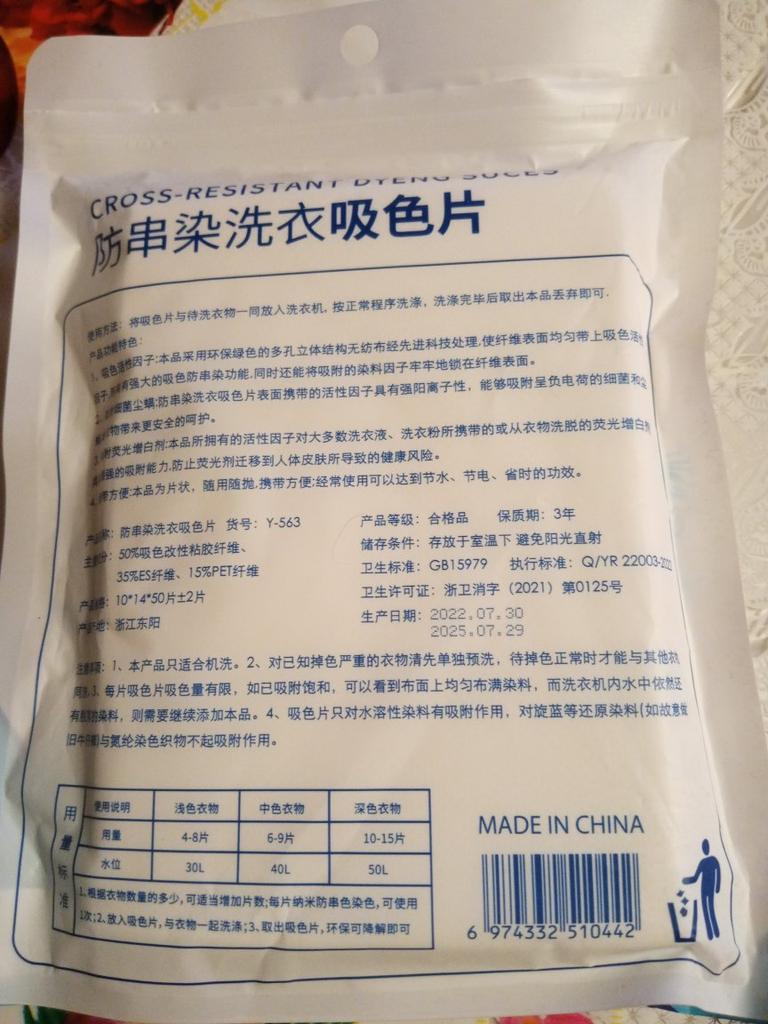 CROSS-RESISTANT DYENG SUCES
防串染洗衣吸色片
使用方法：将吸色片与待洗衣物一同放入洗衣机，按正常程序洗涤，洗涤完毕后取出本品丢弃即可.
产品功能特色：
1、吸色活性因子:本品采用环保绿色的多孔立体结构无纺布经先进科技处理,使纤维表面均匀带上吸色活
因子,具有强大的吸色防串染功能,同时还能将吸附的染料因子牢牢地锁在纤维表面。
细菌尘螨;防串染洗衣吸色片表面携带的活性因子具有强阳离子性，能够吸附呈负电荷的细菌和
物带来更安全的呵护。
附荧光增白剂:本品所拥有的活性因子对大多数洗衣液、洗衣粉所携带的或从衣物洗脱的荧光增白剂
强的吸附能力,防止荧光剂迁移到人体皮肤所导致的健康风险。
带方便:本品为片状，随用随抛,携带方便;经常使用可以达到节水、节电、省时的功效。
产品名称：防串染洗衣吸色片 货号：Y-563
主要成分：50%吸色改性粘胶纤维、
35%ES纤维、15%PET纤维
产品规格：10*14*50片±2片
产品产地：浙江东阳
产品等级：合格品 保质期：3年
储存条件：存放于室温下 避免阳光直射
卫生标准：GB15979 执行标准：Q/YR 22003-2021
卫生许可证：浙卫消字（2021）第0125号
生产日期：2022.07.30
2025.07.29
注意事项：1、本产品只适合机洗。2、对已知掉色严重的衣物清先单独预洗，待掉色正常时才能与其他衣物
同洗,3、每片吸色片吸色量有限，如已吸附饱和，可以看到布面上均匀布满染料，而洗衣机内水中依然还
有脱落的染料，则需要继续添加本品。4、吸色片只对水溶性染料有吸附作用，对旋蓝等还原染料(如故意做
旧牛仔裤)与氮纶染色织物不起吸附作用。
用量标准
使用说明 浅色衣物 中色衣物 深色衣物
用量 4-8片 6-9片 10-15片
水位 30L 40L 50L
1、根据衣物数量的多少,可适当增加片数;每片纳米防串色染色,可使用
1次;2、放入吸色片,与衣物一起洗涤;3、取出吸色片,环保可降解即可
MADE IN CHINA
6 974332 510442